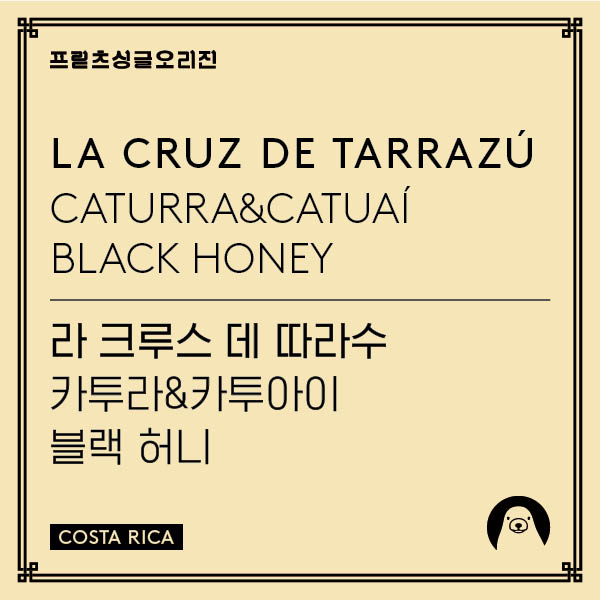 프릳츠싱글오리진
LA CRUZ DE TARRAZÚ
CATURRA&CATUAÍ
BLACK HONEY
라 크루스 데 따라수
카투라&카투아이
블랙 허니
COSTA RICA